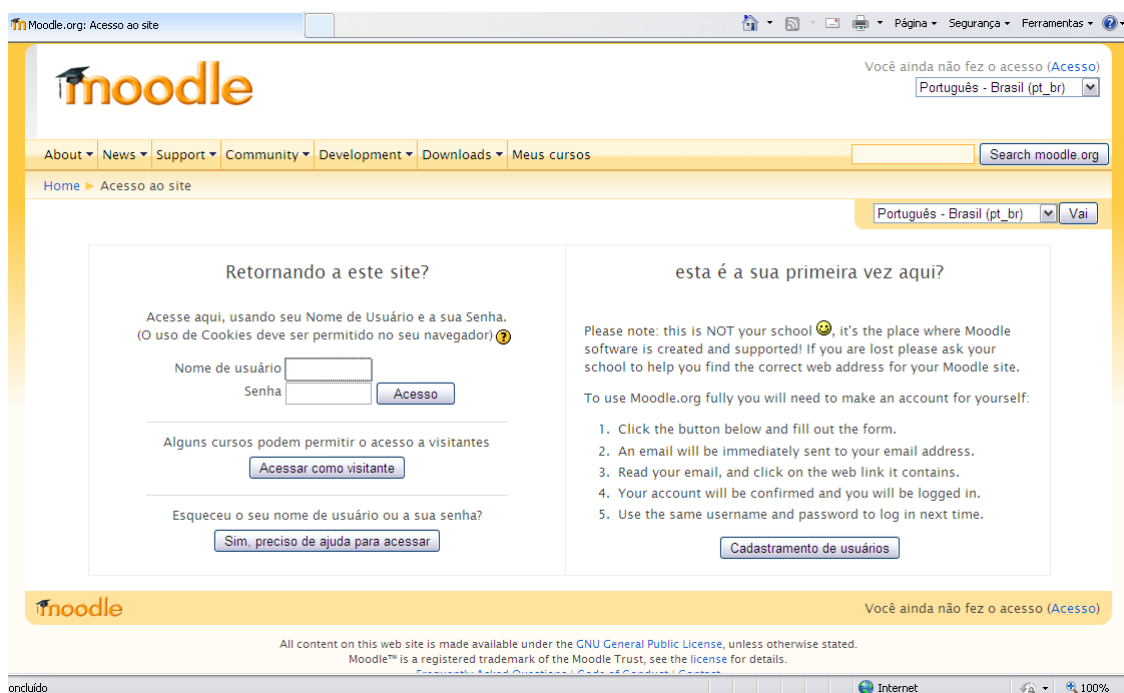 Moodle.org: Acesso ao site
Página Segurança Ferramentas
moodle
Você ainda não fez o acesso (Acesso)
Português - Brasil (pt_br)
About News Support Community Development Downloads Meus cursos Search moodle.org
Home Acesso ao site
Português - Brasil (pt_br) Vai
Retornando a este site?
Acesse aqui, usando seu Nome de Usuário e a sua Senha.
(O uso de Cookies deve ser permitido no seu navegador)
Nome de usuário
Senha Acesso
Alguns cursos podem permitir o acesso a visitantes
Acessar como visitante
Esqueceu o seu nome de usuário ou a sua senha?
Sim, preciso de ajuda para acessar
esta é a sua primeira vez aqui?
Please note: this is NOT your school , it's the place where Moodle
software is created and supported! If you are lost please ask your
school to help you find the correct web address for your Moodle site.
To use Moodle.org fully you will need to make an account for yourself:
1. Click the button below and fill out the form.
2. An email will be immediately sent to your email address.
3. Read your email, and click on the web link it contains.
4. Your account will be confirmed and you will be logged in.
5. Use the same username and password to log in next time.
Cadastramento de usuários
moodle
Você ainda não fez o acesso (Acesso)
All content on this web site is made available under the GNU General Public License, unless otherwise stated.
Moodle™ is a registered trademark of the Moodle Trust, see the license for details.
Frequently Asked Questions | Code of Conduct | Contact
oncluído Internet 100%